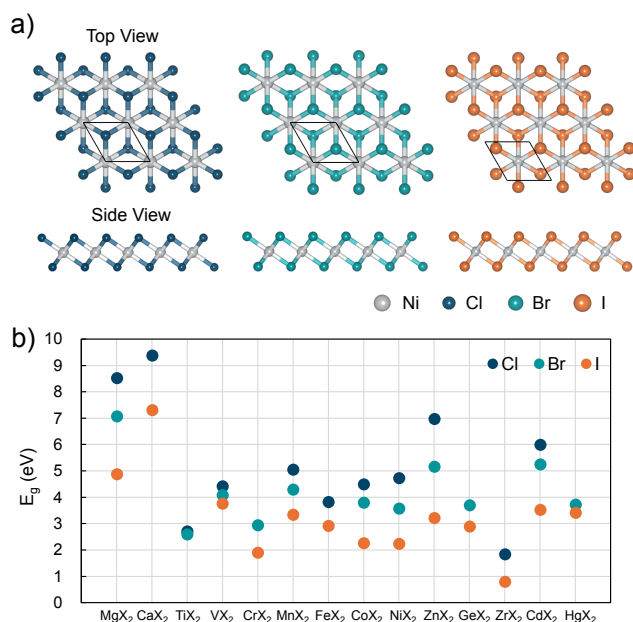 a)
Top View
Side View
Ni Cl Br I
b)
Cl Br I
E_g (eV)
10
9
8
7
6
5
4
3
2
1
0
MgX₂ CaX₂ TiX₂ VX₂ CrX₂ MnX₂ FeX₂ CoX₂ NiX₂ ZnX₂ GeX₂ ZrX₂ CdX₂ HgX₂